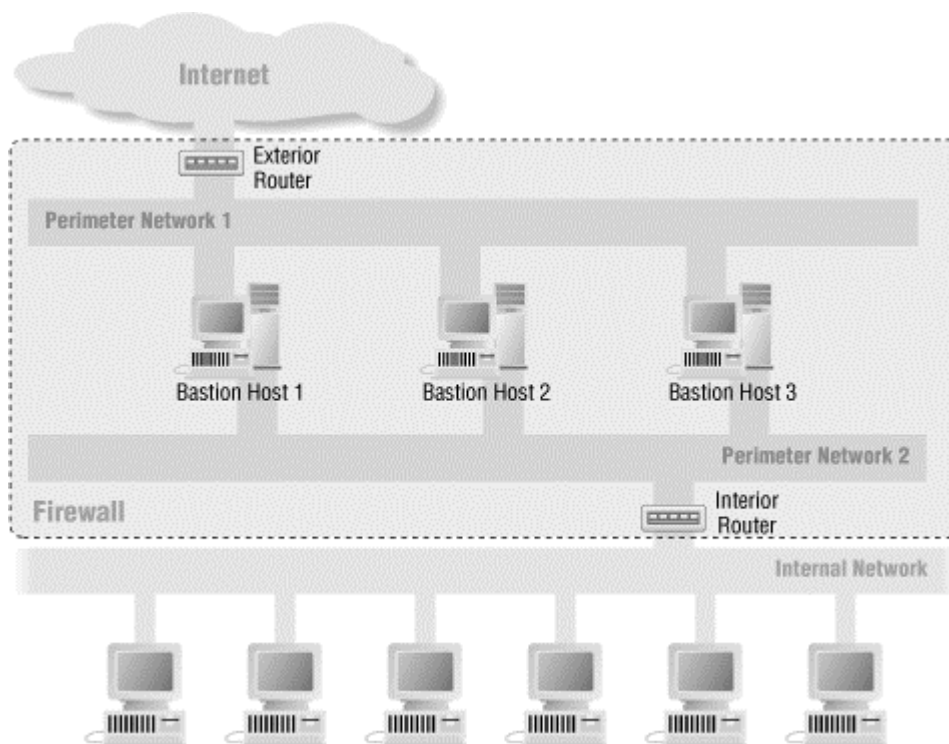 Internet
Exterior
Router
Perimeter Network 1
Bastion Host 1
Bastion Host 2
Bastion Host 3
Perimeter Network 2
Firewall
Interior
Router
Internal Network